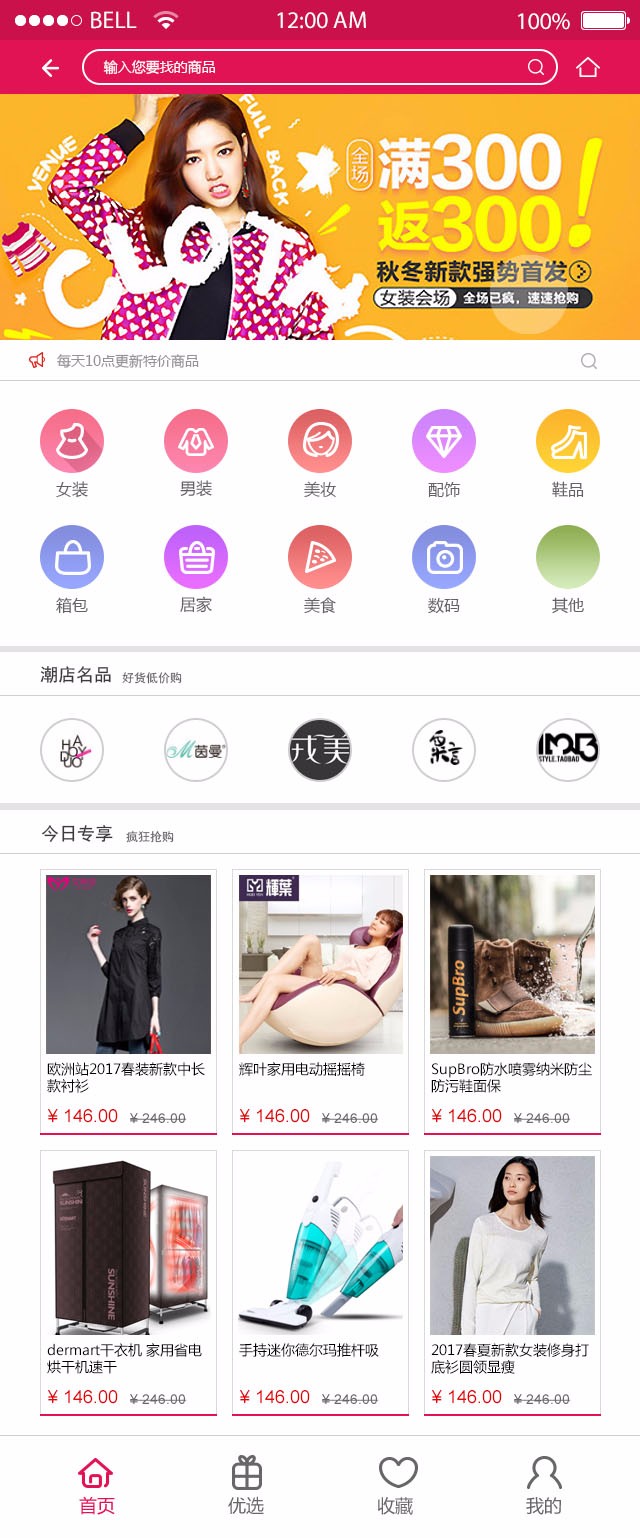 BELL 12:00 AM 100%
输入您要找的商品
VENUE
FULL BACK
CLOTH
全场
满300
返300!
秋冬新款强势首发
女装会场 全场已疯，速速抢购
每天10点更新特价商品
女装 男装 美妆 配饰 鞋品
箱包 居家 美食 数码 其他
潮店名品 好货低价购
HA
JOY
DUO
茵曼®
戎美
粟言
STYLE.TAOBAO
今日专享 疯狂抢购
輝葉
SupBro
欧洲站2017春装新款中长
款衬衫
¥ 146.00 ¥ 246.00
辉叶家用电动摇摇椅
¥ 146.00 ¥ 246.00
SupBro防水喷雾纳米防尘
防污鞋面保
¥ 146.00 ¥ 246.00
SUNSHINE
SUNSHINE
dermart干衣机 家用省电
烘干机速干
¥ 146.00 ¥ 246.00
手持迷你德尔玛推杆吸
¥ 146.00 ¥ 246.00
2017春夏新款女装修身打
底衫圆领显瘦
¥ 146.00 ¥ 246.00
首页 优选 收藏 我的